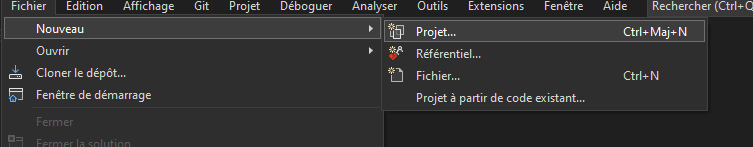 Fichier Edition Affichage Git Projet Déboguer Analyser Outils Extensions Fenêtre Aide Rechercher (Ctrl+Q
Nouveau
Ouvrir
Cloner le dépôt...
Fenêtre de démarrage
Fermer
Fermer la solution
Projet... Ctrl+Maj+N
Référentiel...
Fichier... Ctrl+N
Projet à partir de code existant...